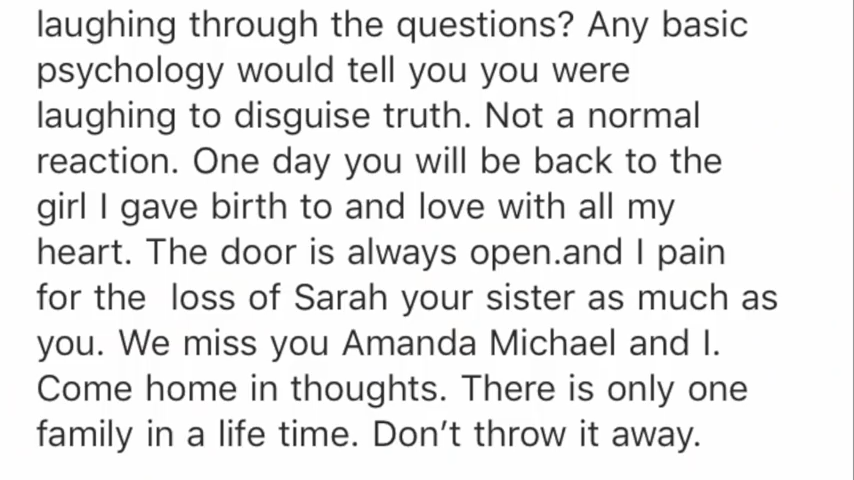 laughing through the questions? Any basic
psychology would tell you you were
laughing to disguise truth. Not a normal
reaction. One day you will be back to the
girl I gave birth to and love with all my
heart. The door is always open.and I pain
for the  loss of Sarah your sister as much as
you. We miss you Amanda Michael and I.
Come home in thoughts. There is only one
family in a life time. Don’t throw it away.